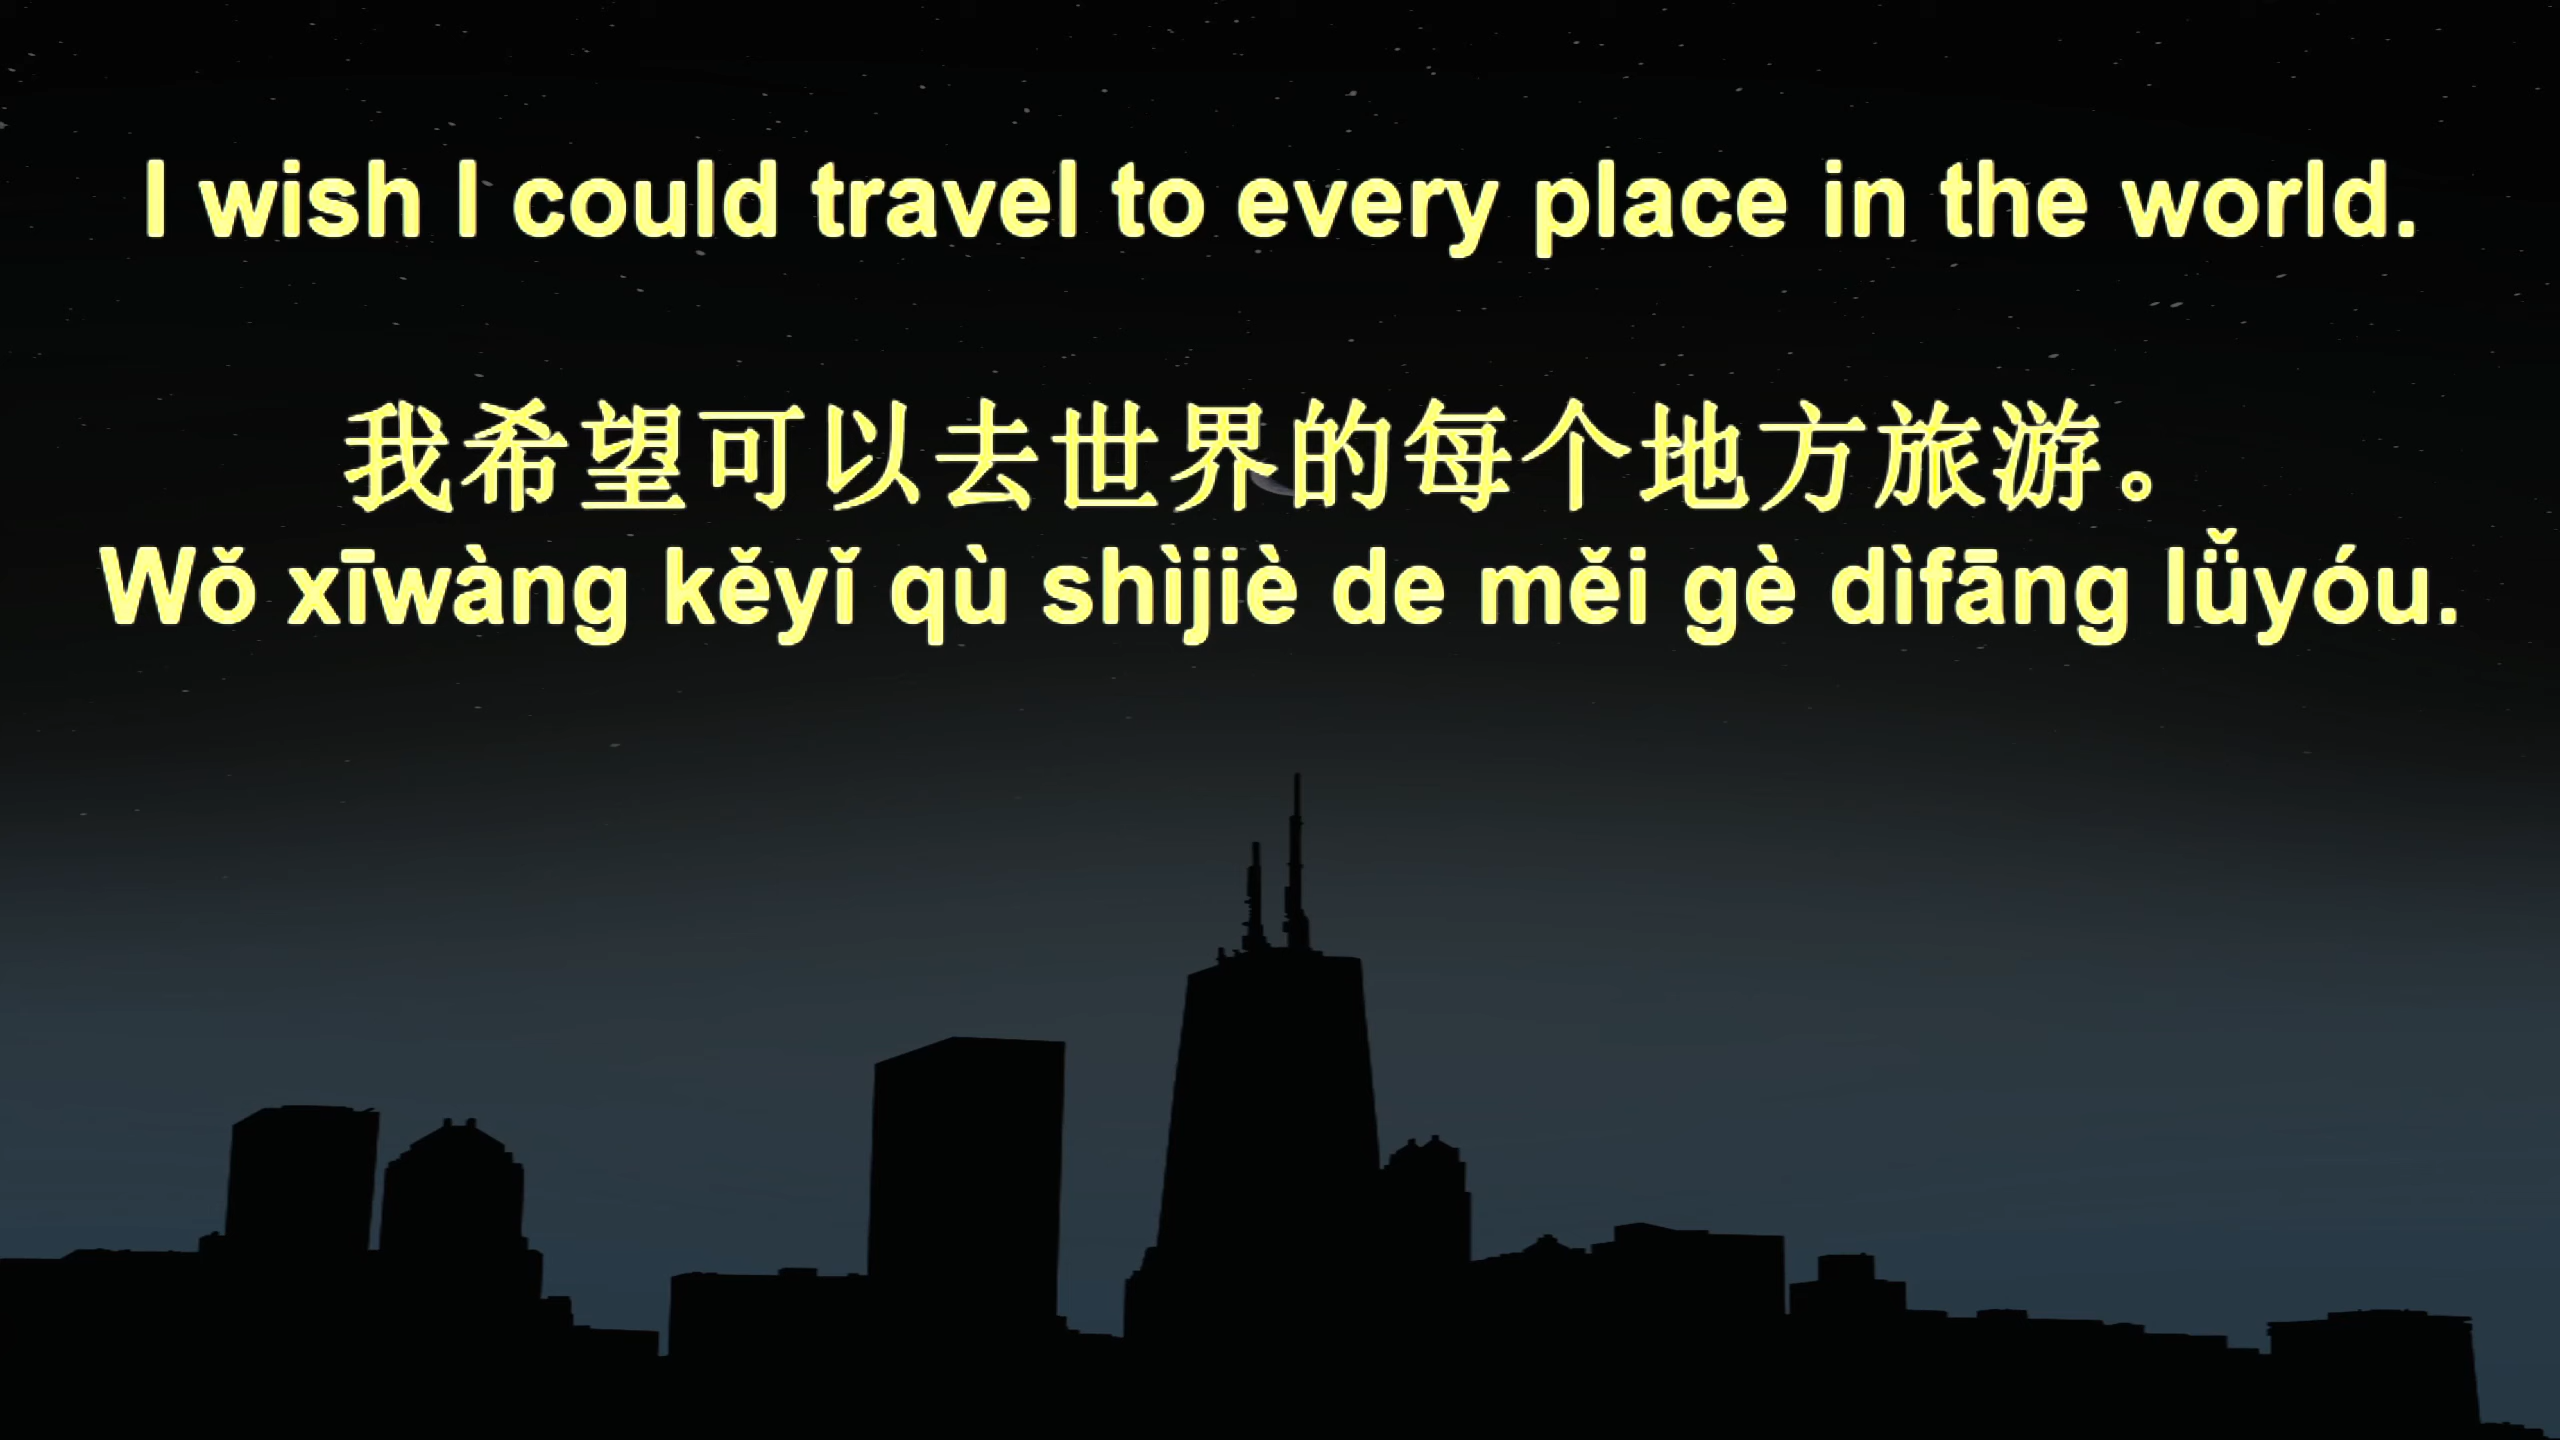 I wish I could travel to every place in the world.
我希望可以去世界的每个地方旅游。
Wǒ xīwàng kěyǐ qù shìjiè de měi gè dìfāng lǚyóu.